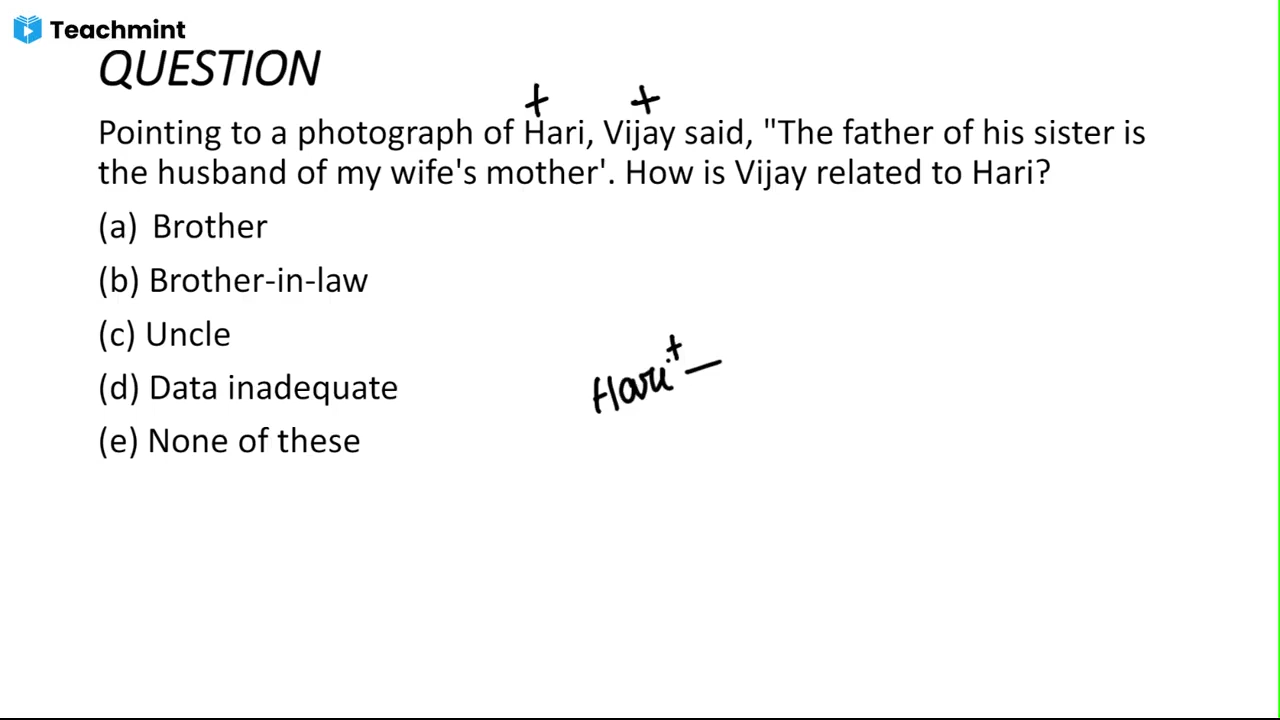 Teachmint
QUESTION
+ +
Pointing to a photograph of Hari, Vijay said, "The father of his sister is
the husband of my wife's mother'. How is Vijay related to Hari?
(a) Brother
(b) Brother-in-law
(c) Uncle
(d) Data inadequate
(e) None of these
Hari + —